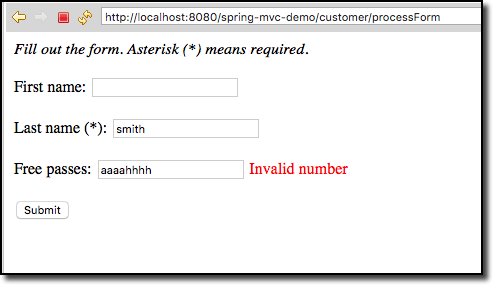 http://localhost:8080/spring-mvc-demo/customer/processForm
Fill out the form. Asterisk (*) means required.
First name:
Last name (*): smith
Free passes: aaaahhhh Invalid number
Submit